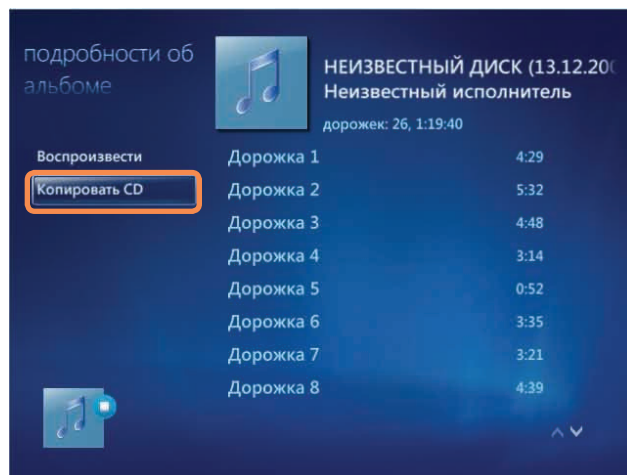 подробности об
альбоме
НЕИЗВЕСТНЫЙ ДИСК (13.12.200
Неизвестный исполнитель
дорожек: 26, 1:19:40
Воспроизвести
Копировать CD
Дорожка 1 4:29
Дорожка 2 5:32
Дорожка 3 4:48
Дорожка 4 3:14
Дорожка 5 0:52
Дорожка 6 3:35
Дорожка 7 3:21
Дорожка 8 4:39